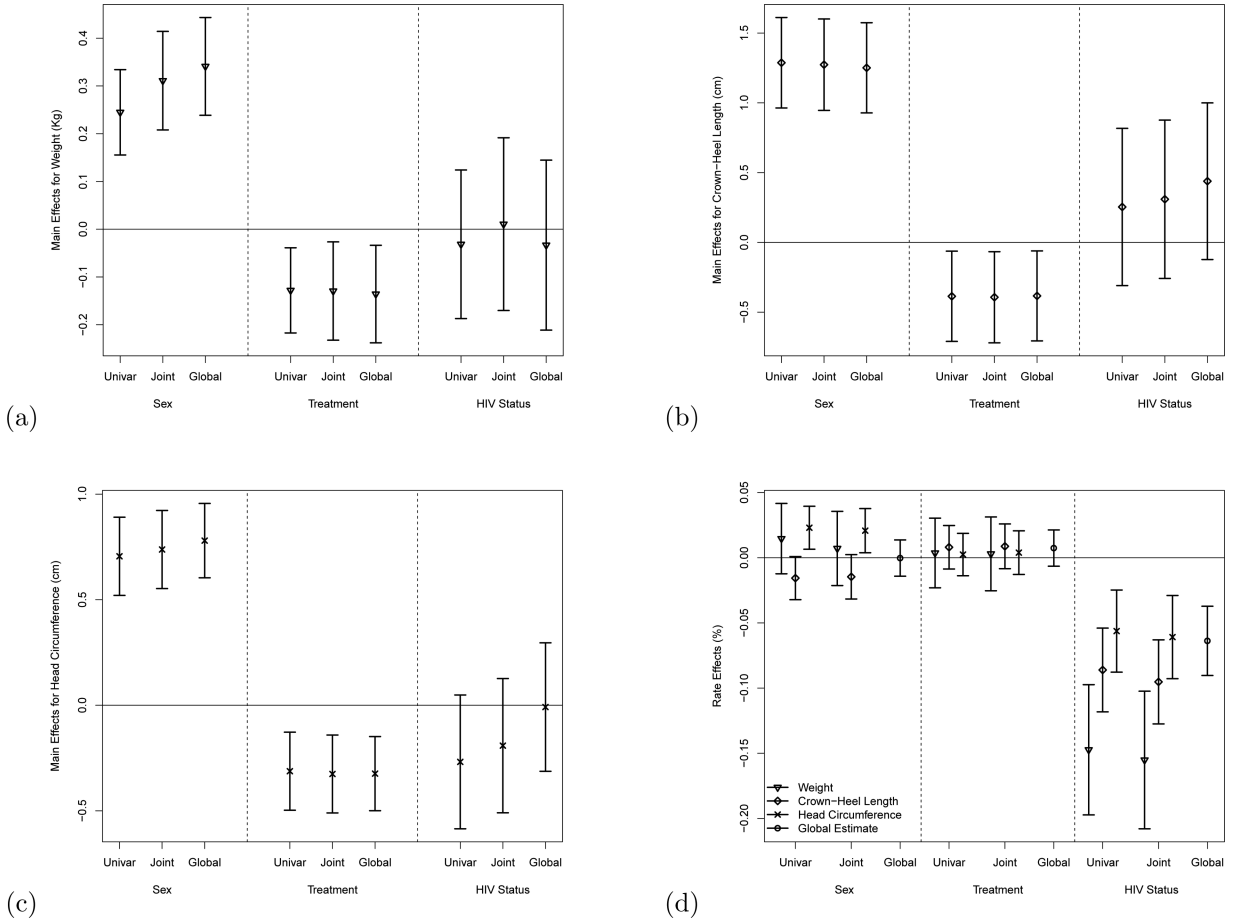 Main Effects for Weight (Kg)
0.4
0.3
0.2
0.1
0.0
−0.1
−0.2
Univar Joint Global Univar Joint Global Univar Joint Global
Sex Treatment HIV Status
(a)
Main Effects for Crown−Heel Length (cm)
1.5
1.0
0.5
0.0
−0.5
Univar Joint Global Univar Joint Global Univar Joint Global
Sex Treatment HIV Status
(b)
Main Effects for Head Circumference (cm)
1.0
0.5
0.0
−0.5
Univar Joint Global Univar Joint Global Univar Joint Global
Sex Treatment HIV Status
(c)
Rate Effects (%)
0.05
0.00
−0.05
−0.10
−0.15
−0.20
Weight
Crown−Heel Length
Head Circumference
Global Estimate
Univar Joint Global Univar Joint Global Univar Joint Global
Sex Treatment HIV Status
(d)